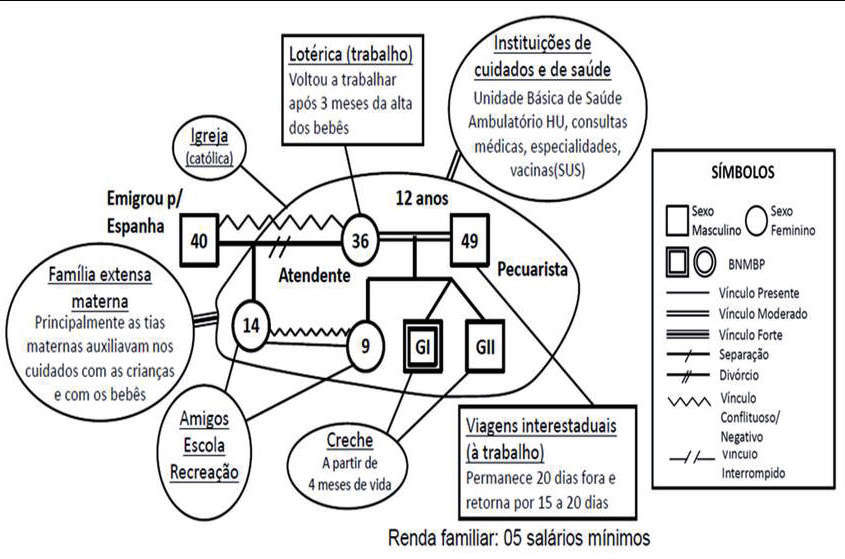 Lotérica (trabalho)
Voltou a trabalhar
após 3 meses da alta
dos bebês
Instituições de
cuidados e de saúde
Unidade Básica de Saúde
Ambulatório HU, consultas
médicas, especialidades,
vacinas(SUS)
Igreja
(católica)
Emigrou p/
Espanha
40
36
12 anos
49
Atendente
Pecuarista
Família extensa
materna
Principalmente as tias
maternas auxiliavam nos
cuidados com as crianças
e com os bebês
14
9
GI
GII
Amigos
Escola
Recreação
Creche
A partir de
4 meses de vida
Viagens interestaduais
(à trabalho)
Permanece 20 dias fora e
retorna por 15 a 20 dias
Renda familiar: 05 salários mínimos
SÍMBOLOS
Sexo
Masculino
Sexo
Feminino
BNMBP
Vínculo Presente
Vínculo Moderado
Vínculo Forte
Separação
Divórcio
Vínculo
Conflituoso/
Negativo
Vínculo
Interrompido